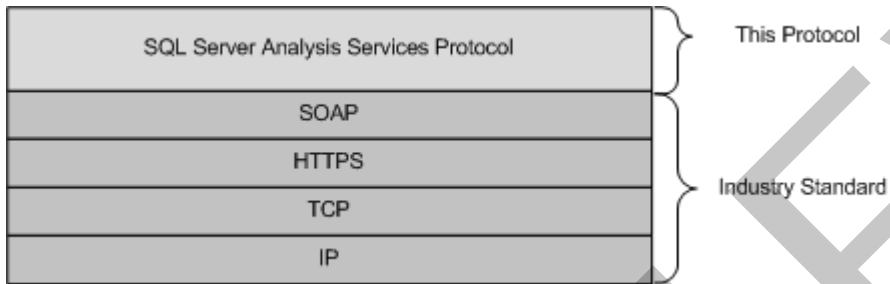 SQL Server Analysis Services Protocol
This Protocol
SOAP
HTTPS
Industry Standard
TCP
IP